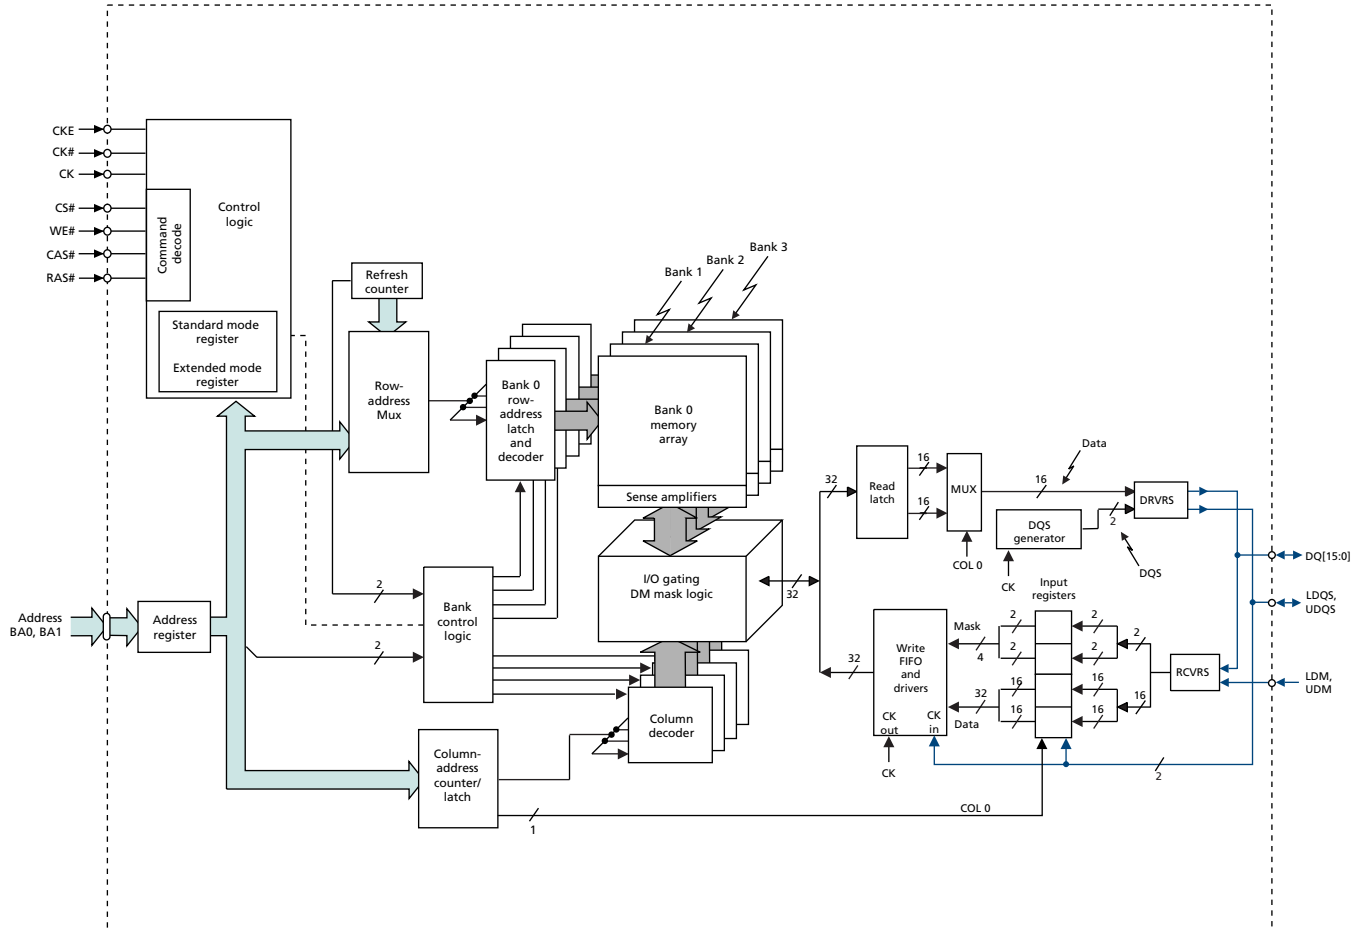 CKE
CK#
CK
CS#
WE#
CAS#
RAS#
Command
decode
Control
logic
Standard mode
register
Extended mode
register
Refresh
counter
Row-
address
Mux
Bank 0
row-
address
latch
and
decoder
Bank 1
Bank 2
Bank 3
Bank 0
memory
array
Sense amplifiers
I/O gating
DM mask logic
32
Address
BA0, BA1
Address
register
2
2
Bank
control
logic
Column
decoder
Column-
address
counter/
latch
1
COL 0
32
Read
latch
16
16
MUX
COL 0
16
Data
DQS
generator
CK
2
DQS
DRVRS
DQ[15:0]
LDQS,
UDQS
LDM,
UDM
RCVRS
Input
registers
32
Write
FIFO
and
drivers
CK
out
CK
in
CK
Mask
4
32
Data
2
2
16
16
2
2
16
16
2
16
2